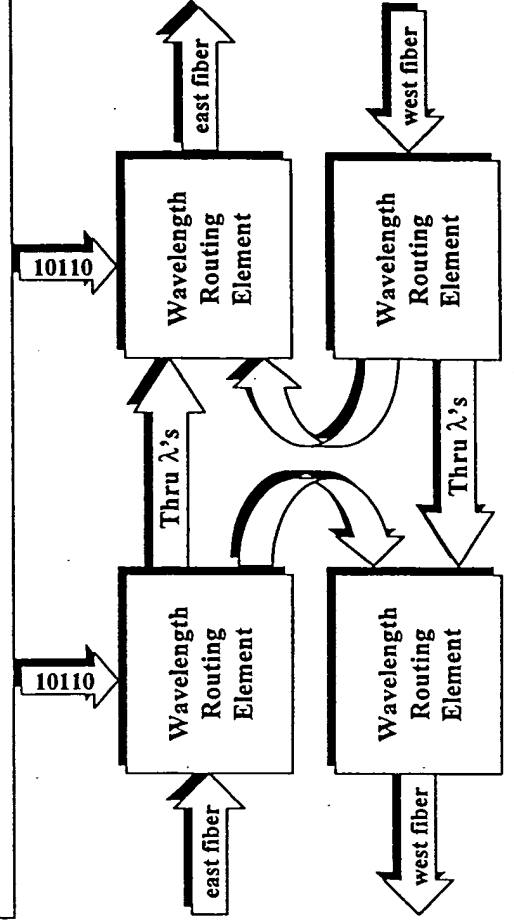 10110
10110
east fiber
Wavelength
Routing
Element
Thru λ's
Wavelength
Routing
Element
east fiber
west fiber
Wavelength
Routing
Element
Thru λ's
Wavelength
Routing
Element
west fiber